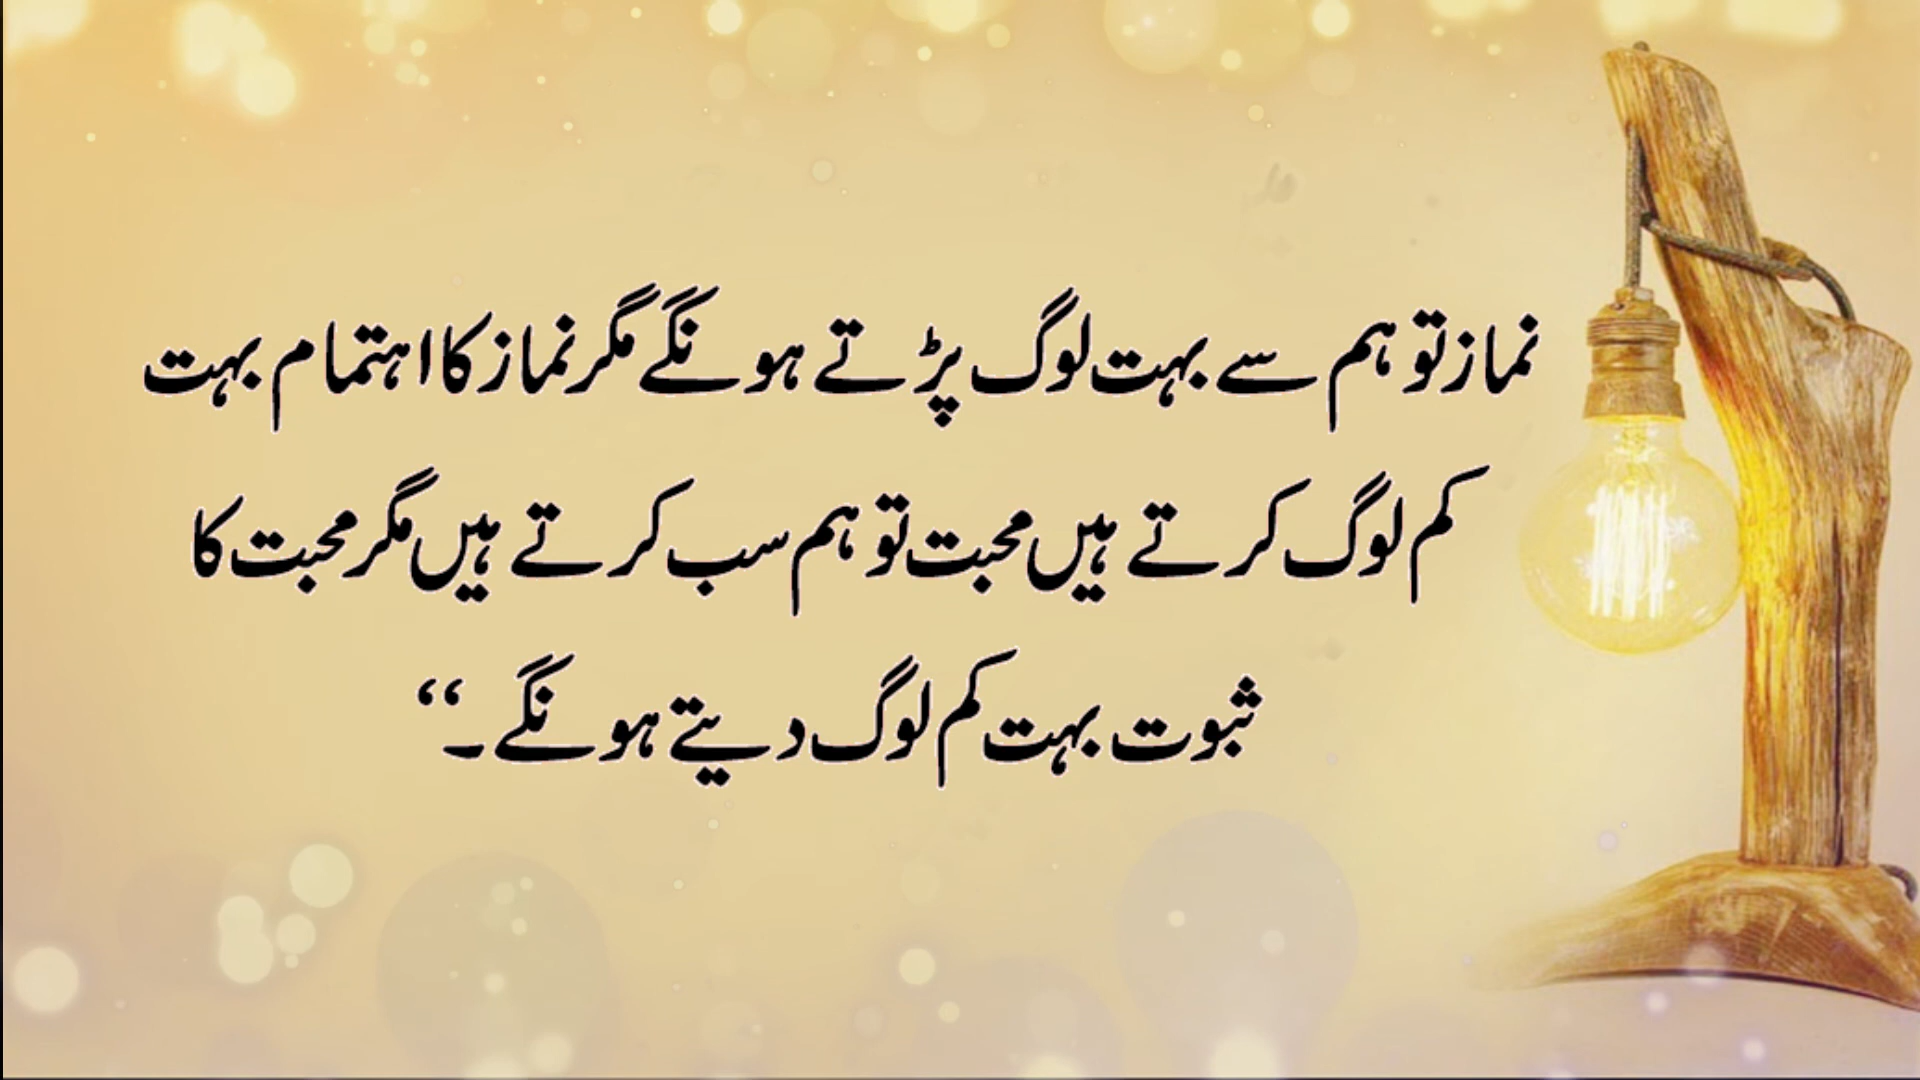 نماز تو ہم سے بہت لوگ پڑتے ہونگے مگر نماز کا اہتمام بہت
کم لوگ کرتے ہیں محبت تو ہم سب کرتے ہیں مگر محبت کا
ثبوت بہت کم لوگ دیتے ہونگے۔‘‘